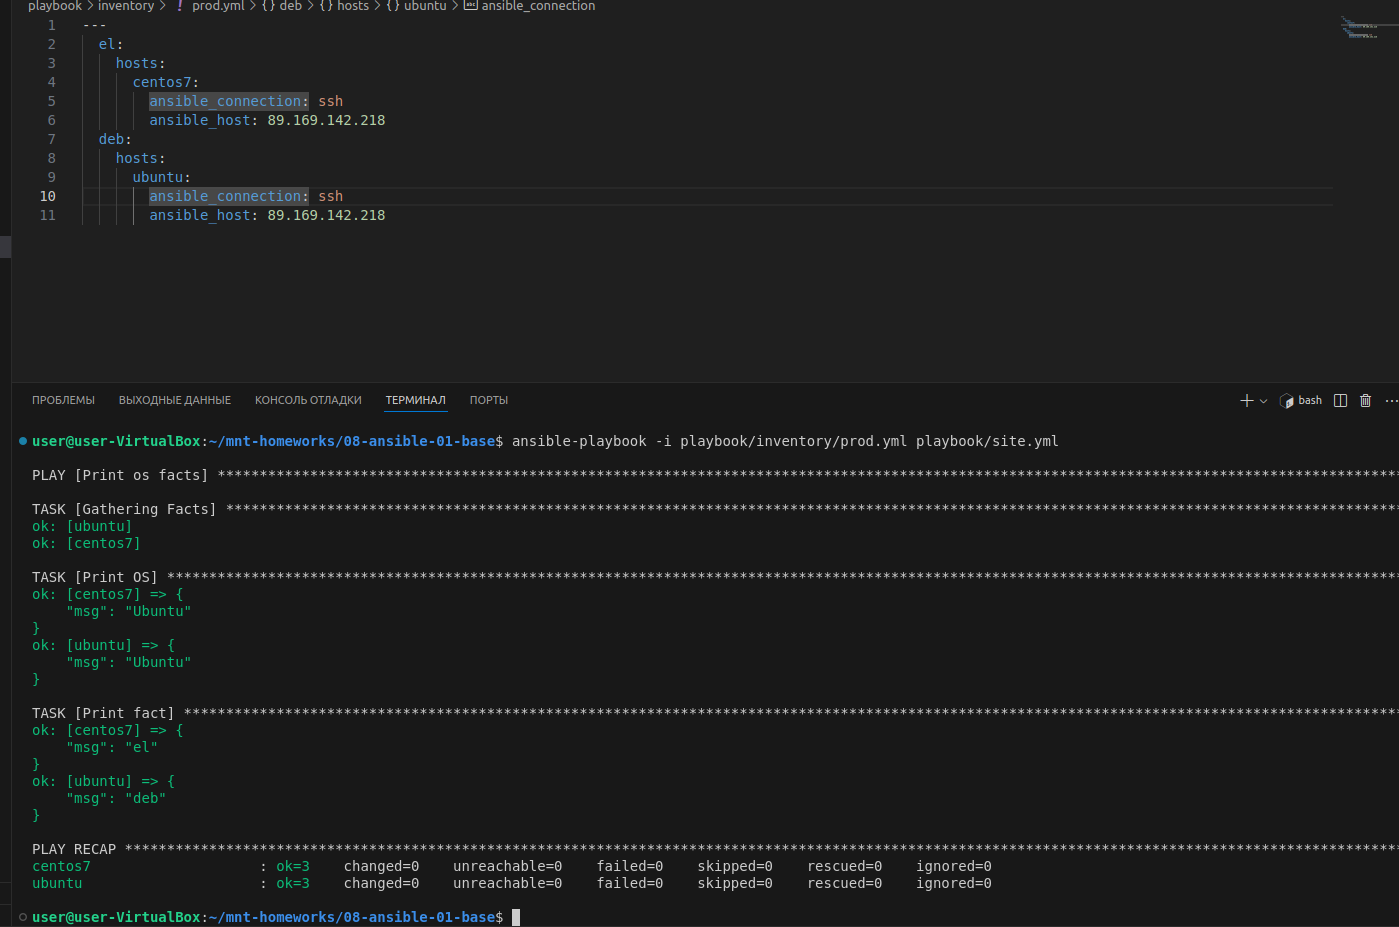 playbook > inventory > ! prod.yml > {} deb > {} hosts > {} ubuntu > abc ansible_connection
1 ---
2 el:
3 hosts:
4 centos7:
5 ansible_connection: ssh
6 ansible_host: 89.169.142.218
7 deb:
8 hosts:
9 ubuntu:
10 ansible_connection: ssh
11 ansible_host: 89.169.142.218
ПРОБЛЕМЫ ВЫХОДНЫЕ ДАННЫЕ КОНСОЛЬ ОТЛАДКИ ТЕРМИНАЛ ПОРТЫ bash
user@user-VirtualBox:~/mnt-homeworks/08-ansible-01-base$ ansible-playbook -i playbook/inventory/prod.yml playbook/site.yml
PLAY [Print os facts] ********************************************************************************************************************************************
TASK [Gathering Facts] *******************************************************************************************************************************************
ok: [ubuntu]
ok: [centos7]
TASK [Print OS] **************************************************************************************************************************************************
ok: [centos7] => {
"msg": "Ubuntu"
}
ok: [ubuntu] => {
"msg": "Ubuntu"
}
TASK [Print fact] ************************************************************************************************************************************************
ok: [centos7] => {
"msg": "el"
}
ok: [ubuntu] => {
"msg": "deb"
}
PLAY RECAP *******************************************************************************************************************************************************
centos7 : ok=3 changed=0 unreachable=0 failed=0 skipped=0 rescued=0 ignored=0
ubuntu : ok=3 changed=0 unreachable=0 failed=0 skipped=0 rescued=0 ignored=0
user@user-VirtualBox:~/mnt-homeworks/08-ansible-01-base$